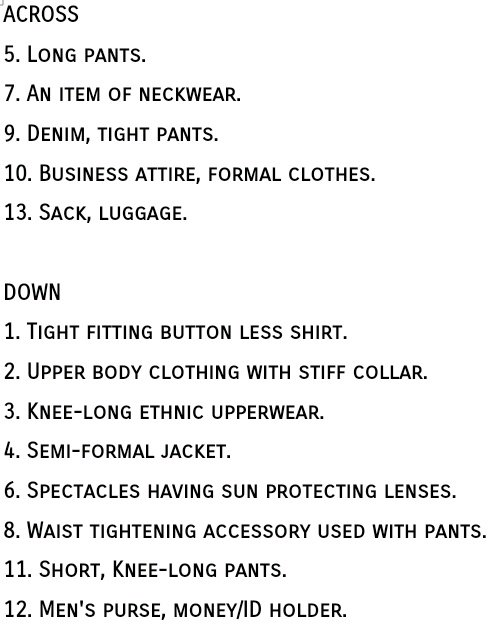 ACROSS
5. Long pants.
7. An item of neckwear.
9. Denim, tight pants.
10. Business attire, formal clothes.
13. Sack, luggage.
DOWN
1. Tight fitting button less shirt.
2. Upper body clothing with stiff collar.
3. Knee-long ethnic upperwear.
4. Semi-formal jacket.
6. Spectacles having sun protecting lenses.
8. Waist tightening accessory used with pants.
11. Short, Knee-long pants.
12. Men's purse, money/ID holder.